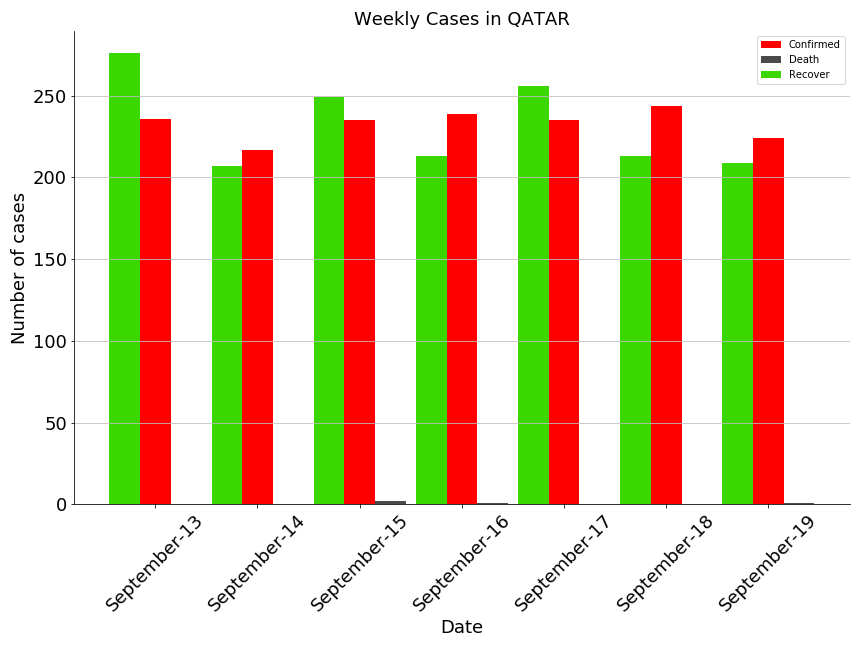 Weekly Cases in QATAR
Confirmed
Death
Recover
Number of cases
250
200
150
100
50
0
September-13
September-14
September-15
September-16
September-17
September-18
September-19
Date